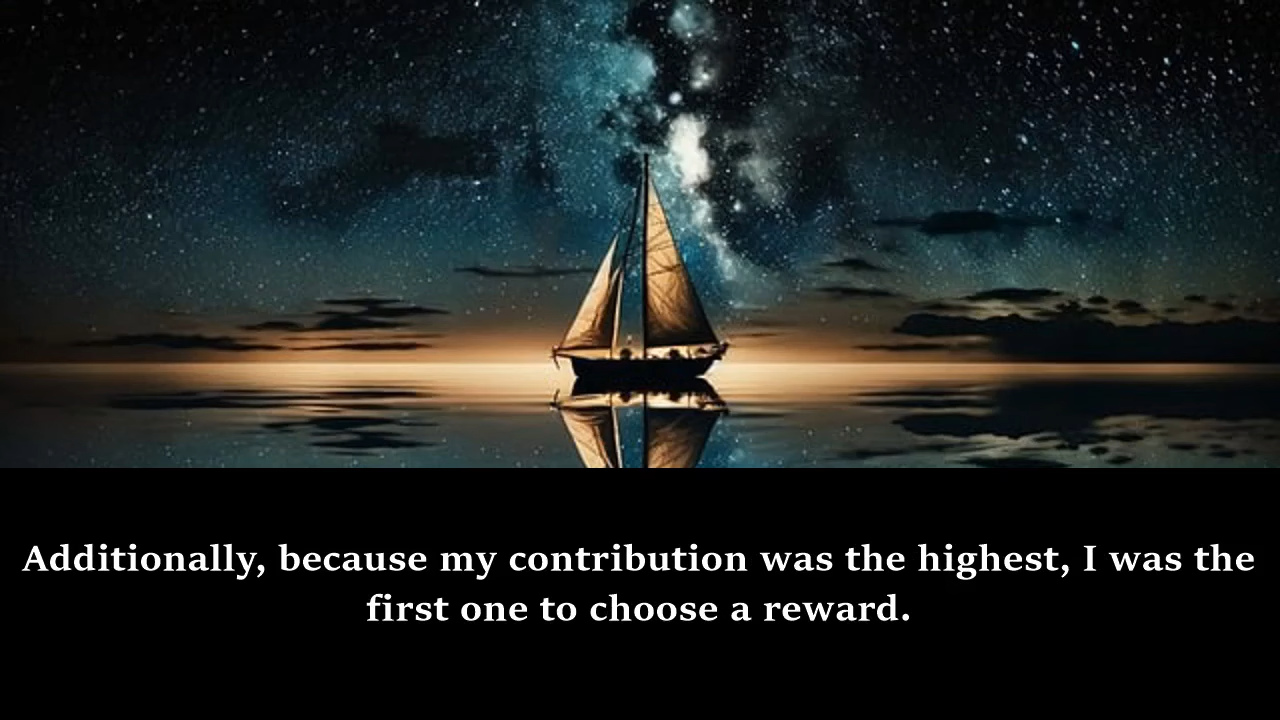 Additionally, because my contribution was the highest, I was the
first one to choose a reward.